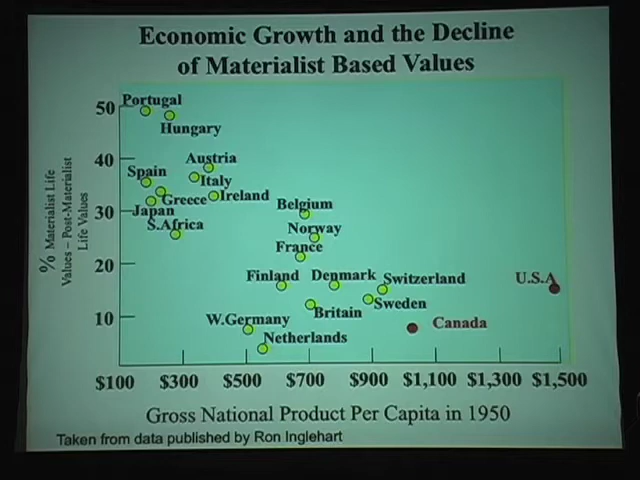 Economic Growth and the Decline
of Materialist Based Values
50
40
30
20
10
% Materialist Life
Values – Post-Materialist
Life Values
Portugal
Hungary
Austria
Spain
Italy
Greece
Ireland
Japan
S.Africa
Belgium
Norway
France
Finland
Denmark
Switzerland
U.S.A
Sweden
Britain
W.Germany
Canada
Netherlands
$100 $300 $500 $700 $900 $1,100 $1,300 $1,500
Gross National Product Per Capita in 1950
Taken from data published by Ron Inglehart